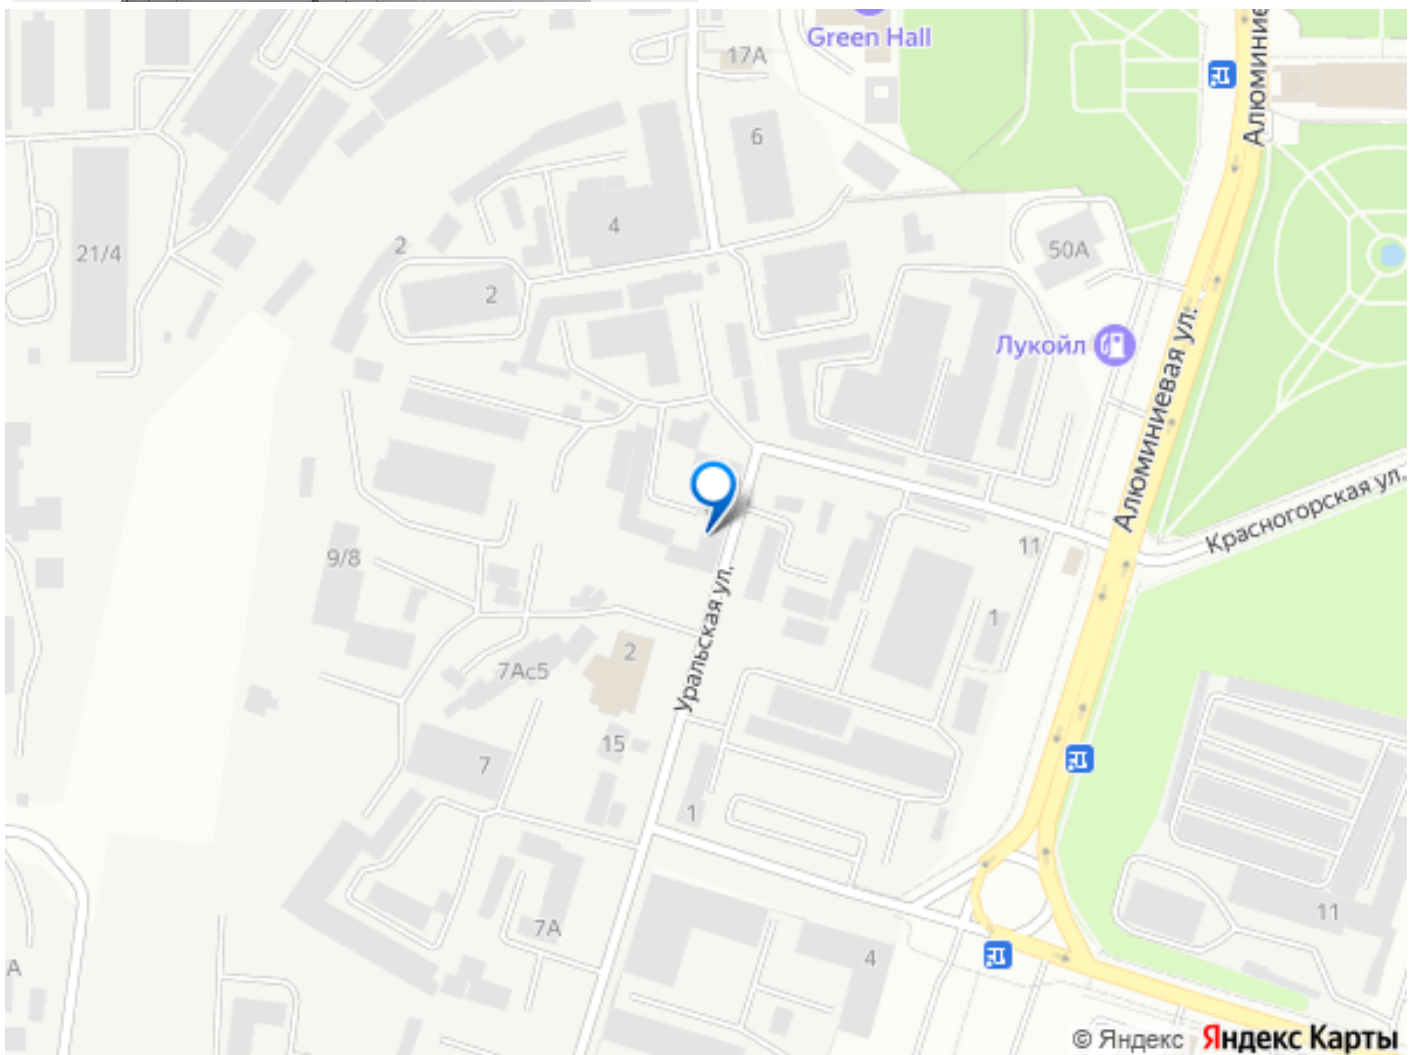 Green Hall
17А
Алюминие
6
4
2
21/4
50А
2
Лукойл
Алюминиевая ул.
Красногорская ул.
11
9/8
Уральская ул.
1
2
7Ас5
15
7
1
11
7А
4
А
© Яндекс Яндекс Карты